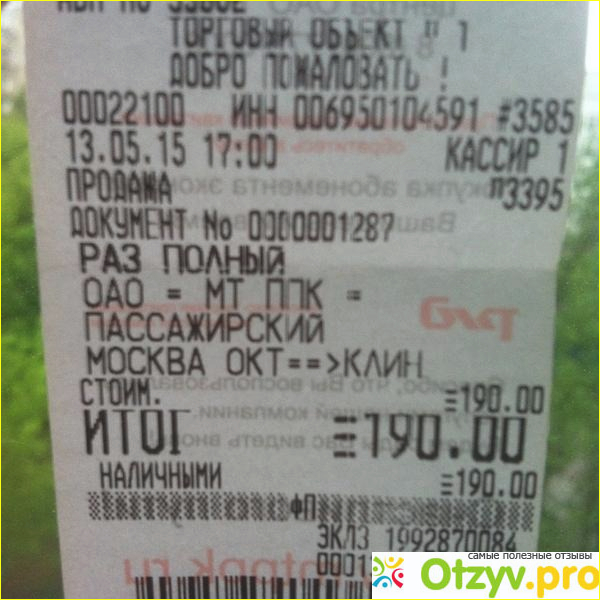 ТОРГОВЫЙ ОБЪЕКТ " 1
ДОБРО ПОЖАЛОВАТЬ !
00022100 ИНН 006950104591 #3585
13.05.15 17:00 КАССИР 1
ПРОДАЖА Л3395
ДОКУМЕНТ No 0000001287
РАЗ ПОЛНЫЙ
ОАО = МТ ППК =
ПАССАЖИРСКИЙ
МОСКВА ОКТ==>КЛИН
СТОИМ. ≡190.00
ИТОГ ≡190.00
НАЛИЧНЫМИ ≡190.00
ФП
ЭКЛЗ 1992870084
самые полезные отзывы
Otzyv.pro